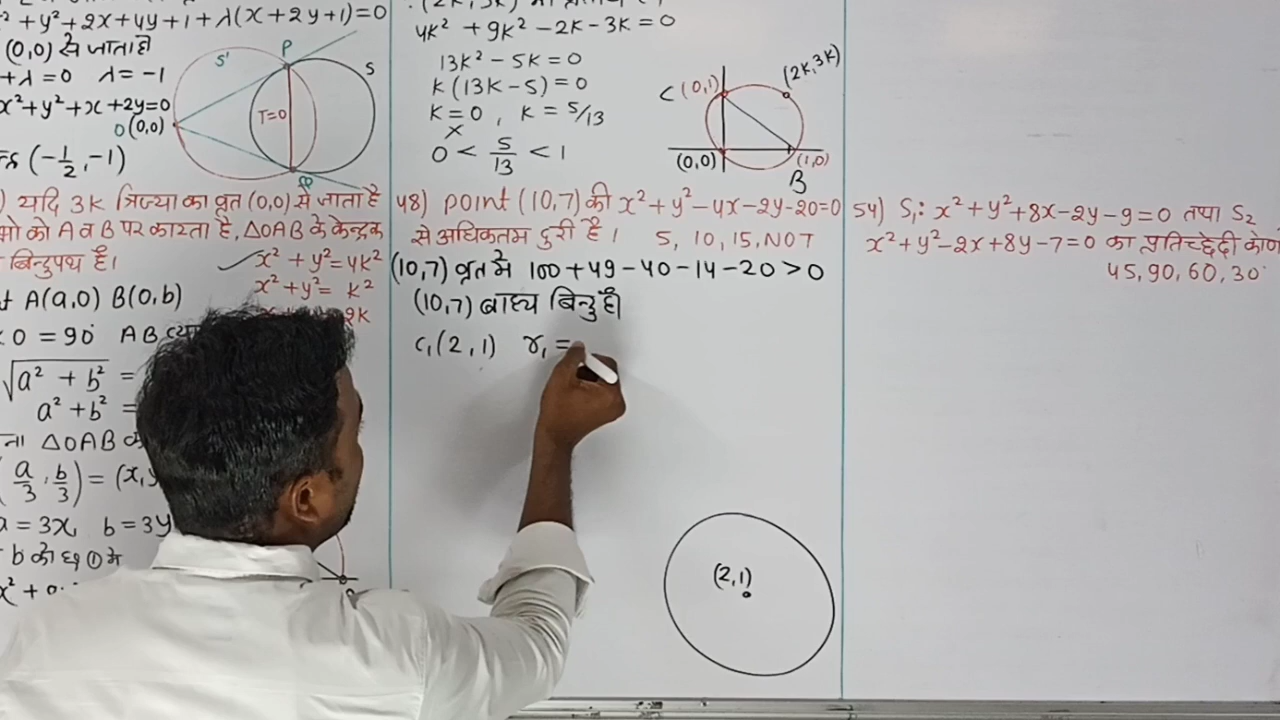 ² + y² + 2x + 4y + 1 + λ(x + 2y + 1) = 0
(0,0) से जाता हो
+ λ = 0 λ = -1
x² + y² + x + 2y = 0
(-1/2, -1)
S' P S
T=0
O (0,0)
) यदि 3K त्रिज्या का वृत (0,0) से जाता है
को A व B पर काटता है, △OAB के केन्द्रक
बिन्दुपथ है।
x² + y² = 4k²
x² + y² = k²
A(a,0) B(0,b)
0 = 90° AB
√a² + b² =
a² + b² =
△OAB
(a/3, b/3) = (x,y
= 3x, b = 3y
b को ① मे
x² +
4k² + 9k² - 2k - 3k = 0
13k² - 5k = 0
k(13k - 5) = 0
k = 0 , k = 5/13
×
0 < 5/13 < 1
(2k, 3k)
C (0,1)
(0,0) (1,0)
B
48) point (10,7) की x² + y² - 4x - 2y - 20 = 0
से अधिकतम दुरी है। 5, 10, 15, NOT
(10,7) वृत मे 100 + 49 - 40 - 14 - 20 > 0
(10,7) बाह्य बिन्दु है।
C₁(2, 1) r₁ =
(2,1)
54) S₁: x² + y² + 8x - 2y - 9 = 0 तथा S₂
x² + y² - 2x + 8y - 7 = 0 का प्रतिच्छेदी कोण
45, 90, 60, 30